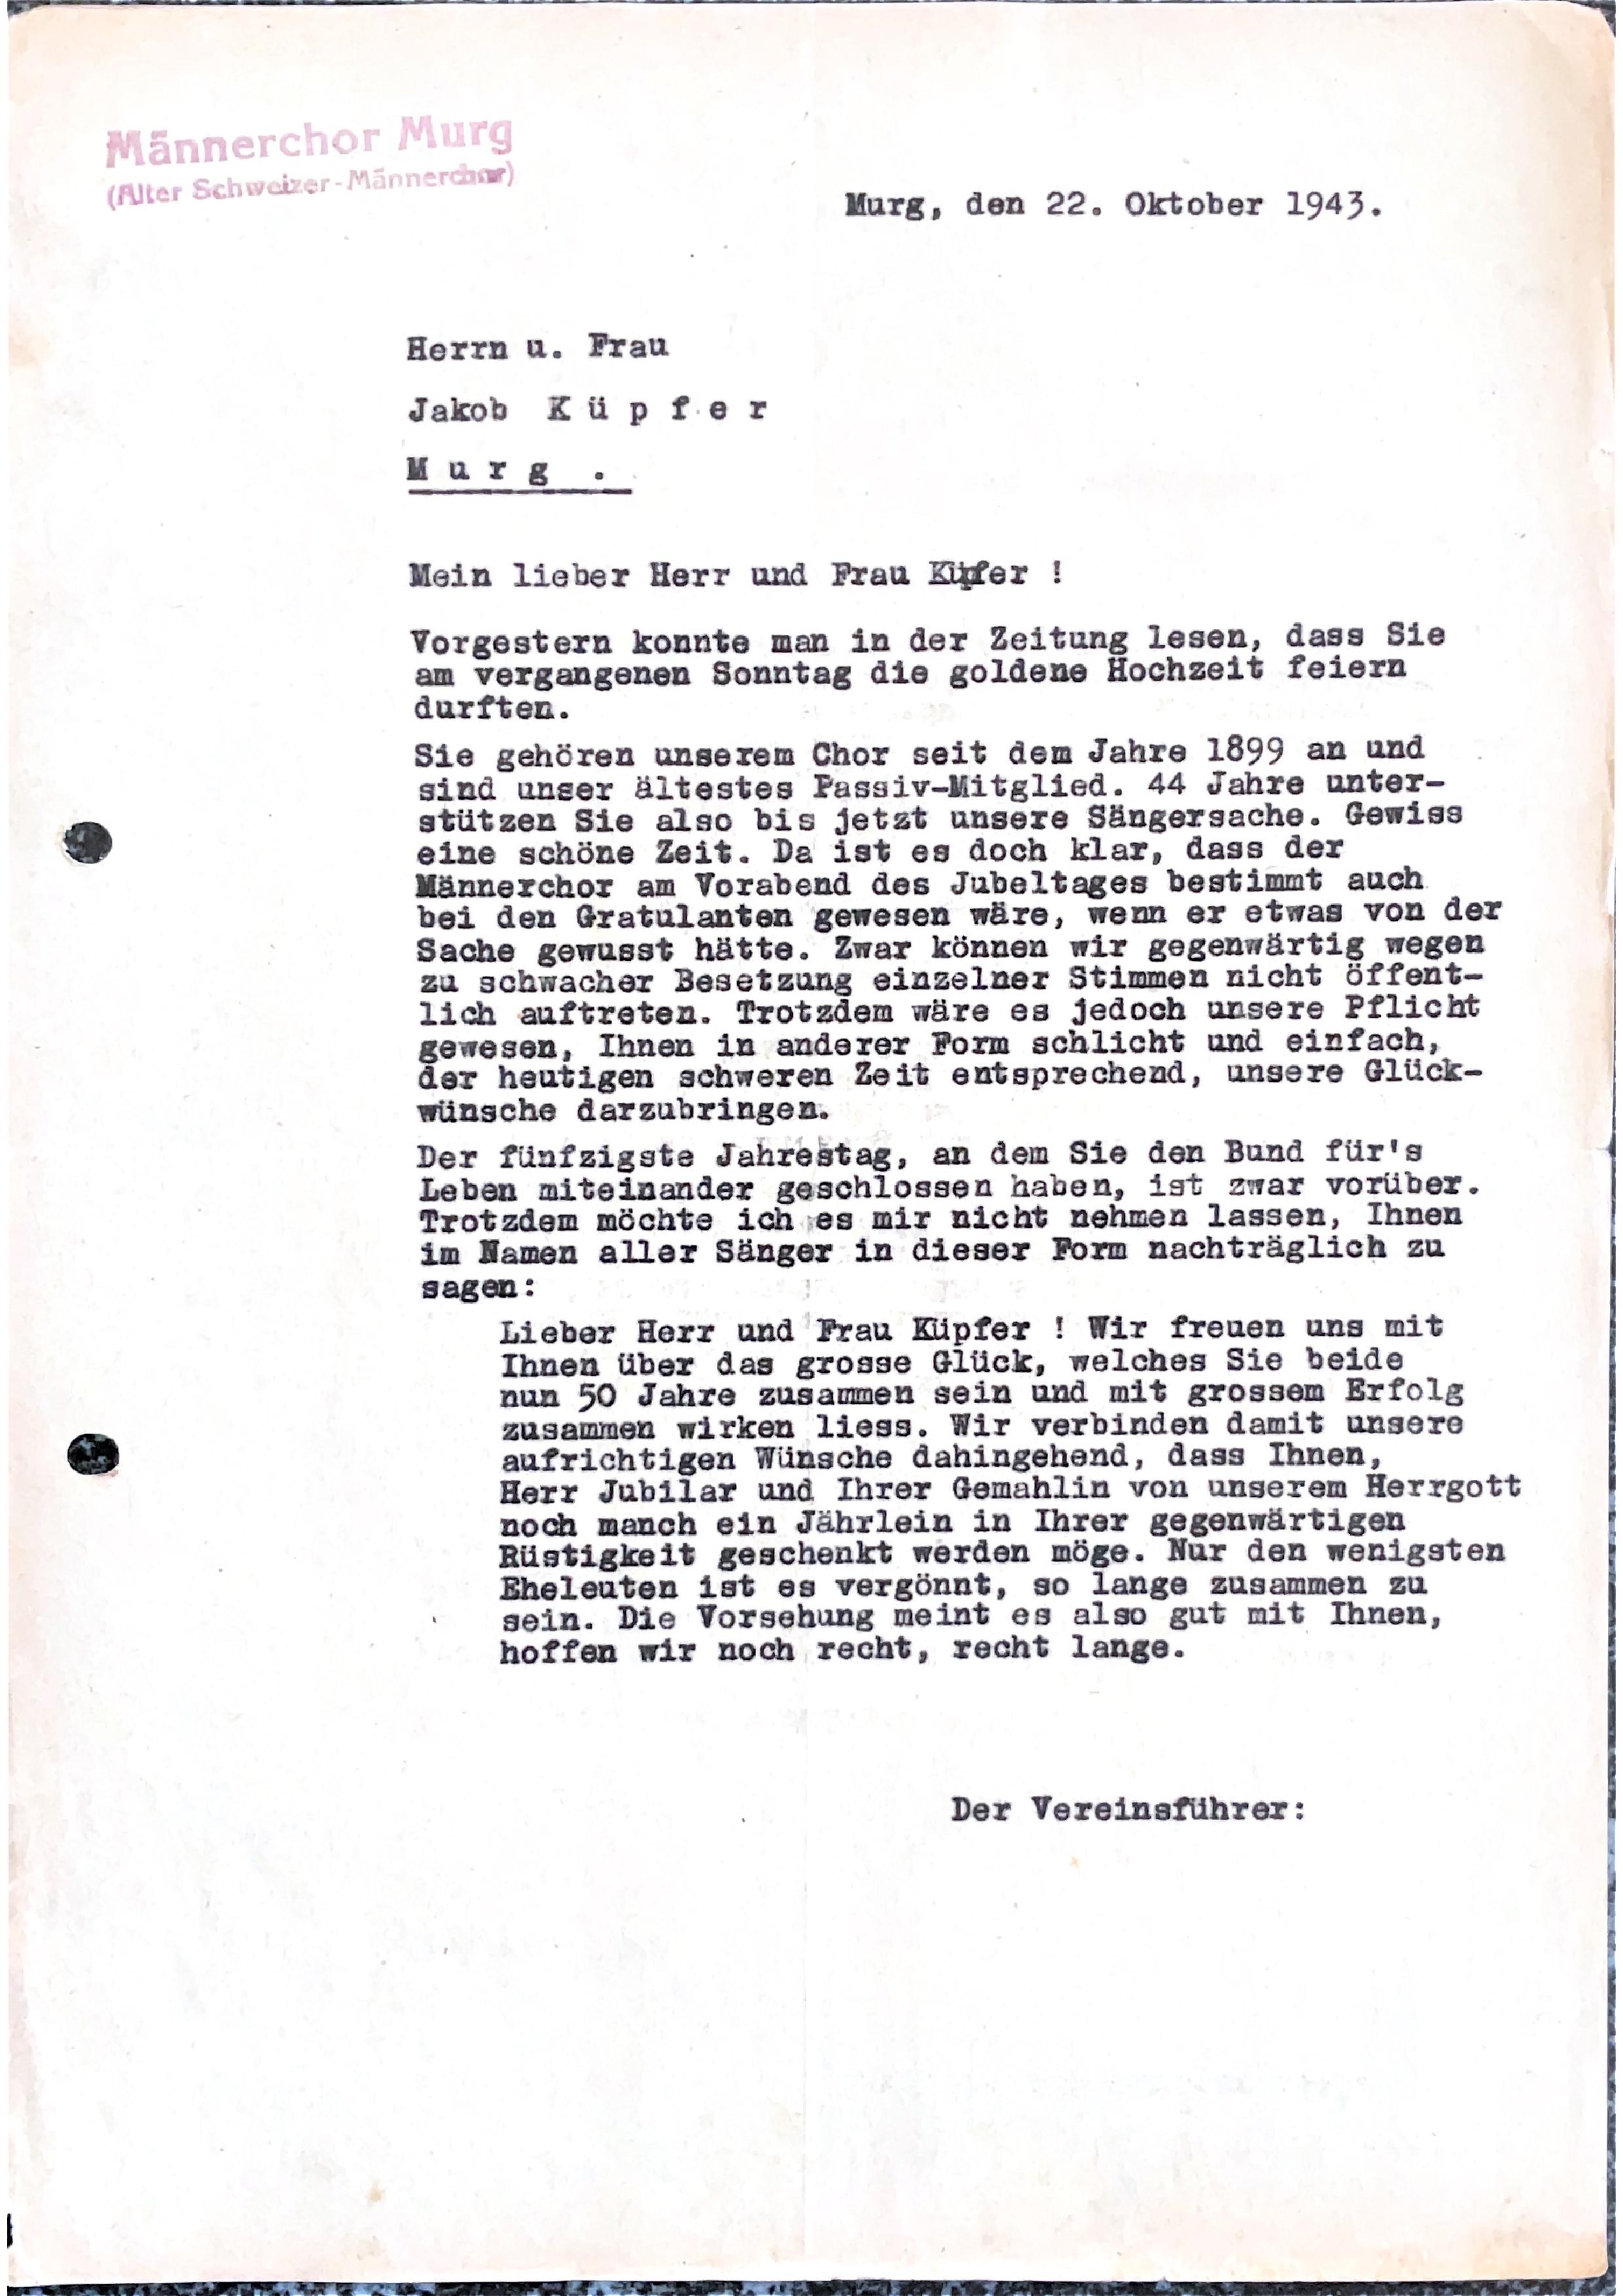 Männerchor Murg
(Alter Schweizer-Männerchor)
Murg, den 22. Oktober 1943.
Herrn u. Frau
Jakob K ü p f e r
M u r g .
Mein lieber Herr und Frau Küpfer !
Vorgestern konnte man in der Zeitung lesen, dass Sie
am vergangenen Sonntag die goldene Hochzeit feiern
durften.
Sie gehören unserem Chor seit dem Jahre 1899 an und
sind unser ältestes Passiv-Mitglied. 44 Jahre unter-
stützen Sie also bis jetzt unsere Sängersache. Gewiss
eine schöne Zeit. Da ist es doch klar, dass der
Männerchor am Vorabend des Jubeltages bestimmt auch
bei den Gratulanten gewesen wäre, wenn er etwas von der
Sache gewusst hätte. Zwar können wir gegenwärtig wegen
zu schwacher Besetzung einzelner Stimmen nicht öffent-
lich auftreten. Trotzdem wäre es jedoch unsere Pflicht
gewesen, Ihnen in anderer Form schlicht und einfach,
der heutigen schweren Zeit entsprechend, unsere Glück-
wünsche darzubringen.
Der fünfzigste Jahrestag, an dem Sie den Bund für's
Leben miteinander geschlossen haben, ist zwar vorüber.
Trotzdem möchte ich es mir nicht nehmen lassen, Ihnen
im Namen aller Sänger in dieser Form nachträglich zu
sagen:
Lieber Herr und Frau Küpfer ! Wir freuen uns mit
Ihnen über das grosse Glück, welches Sie beide
nun 50 Jahre zusammen sein und mit grossem Erfolg
zusammen wirken liess. Wir verbinden damit unsere
aufrichtigen Wünsche dahingehend, dass Ihnen,
Herr Jubilar und Ihrer Gemahlin von unserem Herrgott
noch manch ein Jährlein in Ihrer gegenwärtigen
Rüstigkeit geschenkt werden möge. Nur den wenigsten
Eheleuten ist es vergönnt, so lange zusammen zu
sein. Die Vorsehung meint es also gut mit Ihnen,
hoffen wir noch recht, recht lange.
Der Vereinsführer: